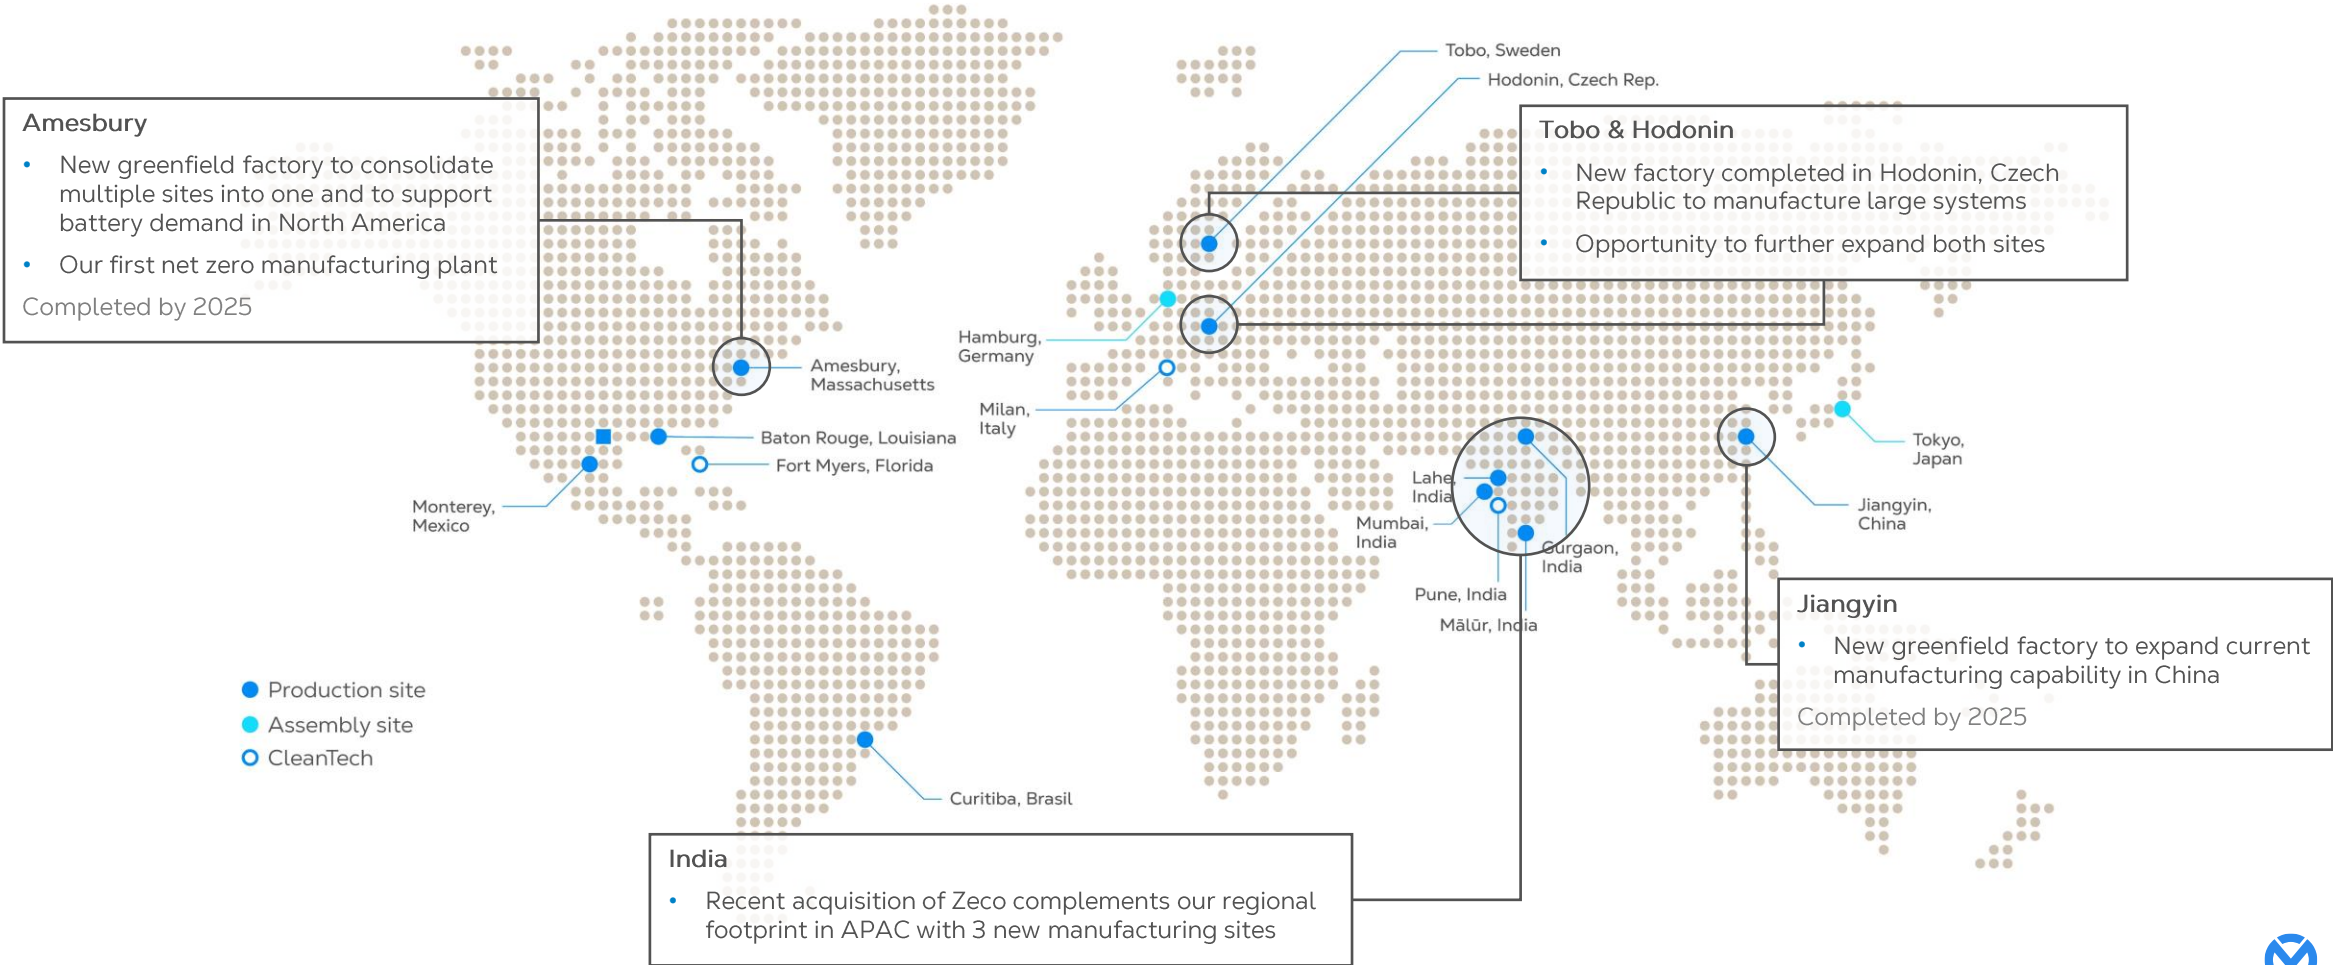 Tobo, Sweden
Hodonin, Czech Rep.
Amesbury
• New greenfield factory to consolidate
multiple sites into one and to support
battery demand in North America
• Our first net zero manufacturing plant
Completed by 2025
Tobo & Hodonin
• New factory completed in Hodonin, Czech
Republic to manufacture large systems
• Opportunity to further expand both sites
Hamburg,
Germany
Amesbury,
Massachusetts
Milan,
Italy
Baton Rouge, Louisiana
Fort Myers, Florida
Monterey,
Mexico
Tokyo,
Japan
Lahe,
India
Mumbai,
India
Jiangyin,
China
Gurgaon,
India
Pune, India
Mālūr, India
Jiangyin
• New greenfield factory to expand current
manufacturing capability in China
Completed by 2025
Production site
Assembly site
CleanTech
Curitiba, Brasil
India
• Recent acquisition of Zeco complements our regional
footprint in APAC with 3 new manufacturing sites